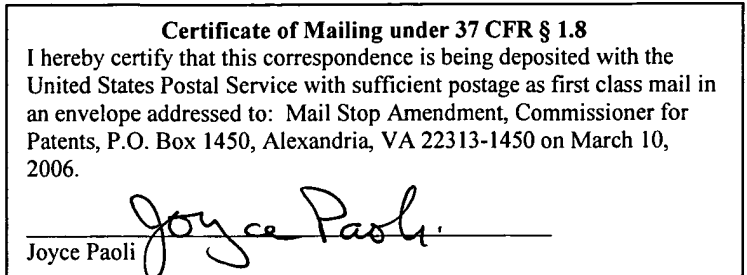 Certificate of Mailing under 37 CFR § 1.8
I hereby certify that this correspondence is being deposited with the
United States Postal Service with sufficient postage as first class mail in
an envelope addressed to: Mail Stop Amendment, Commissioner for
Patents, P.O. Box 1450, Alexandria, VA 22313-1450 on March 10,
2006.
Joyce Paoli
Joyce Paoli